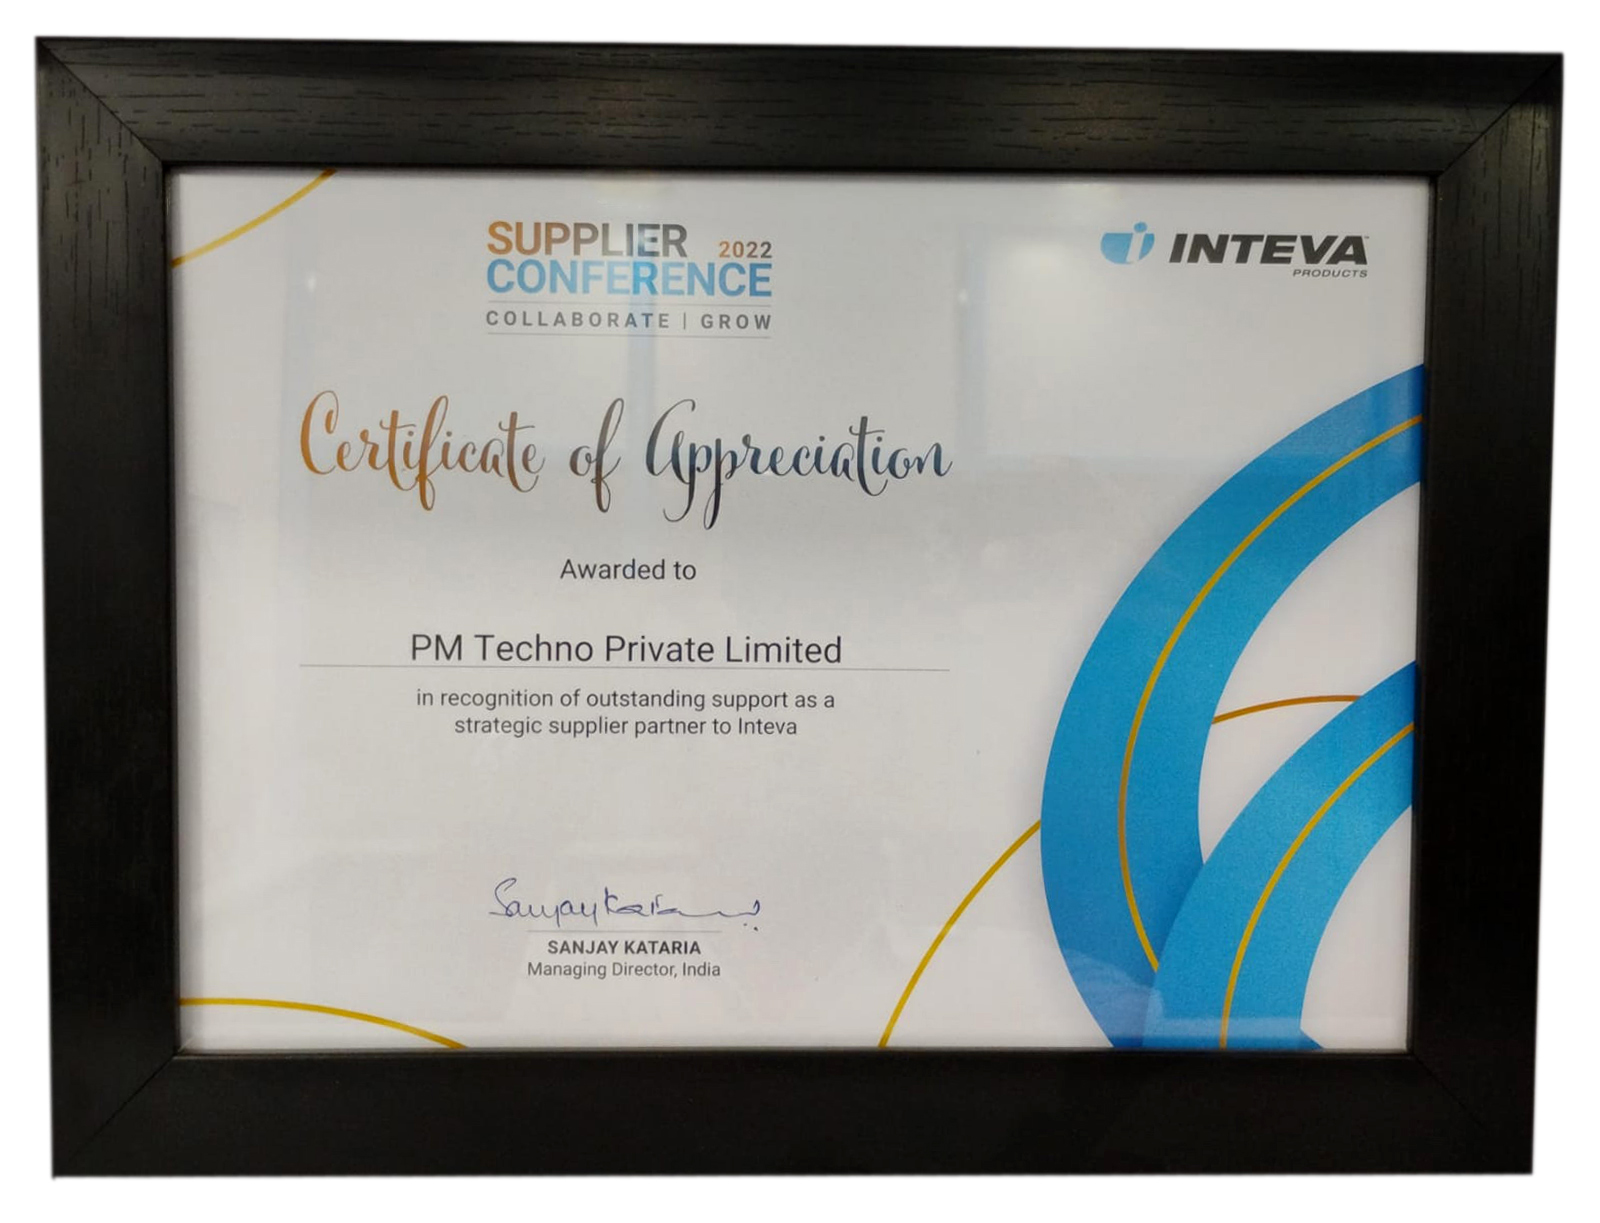 SUPPLIER 2022
CONFERENCE
COLLABORATE | GROW
INTEVA
PRODUCTS
Certificate of Appreciation
Awarded to
PM Techno Private Limited
in recognition of outstanding support as a
strategic supplier partner to Inteva
Sanjay Kataria
SANJAY KATARIA
Managing Director, India